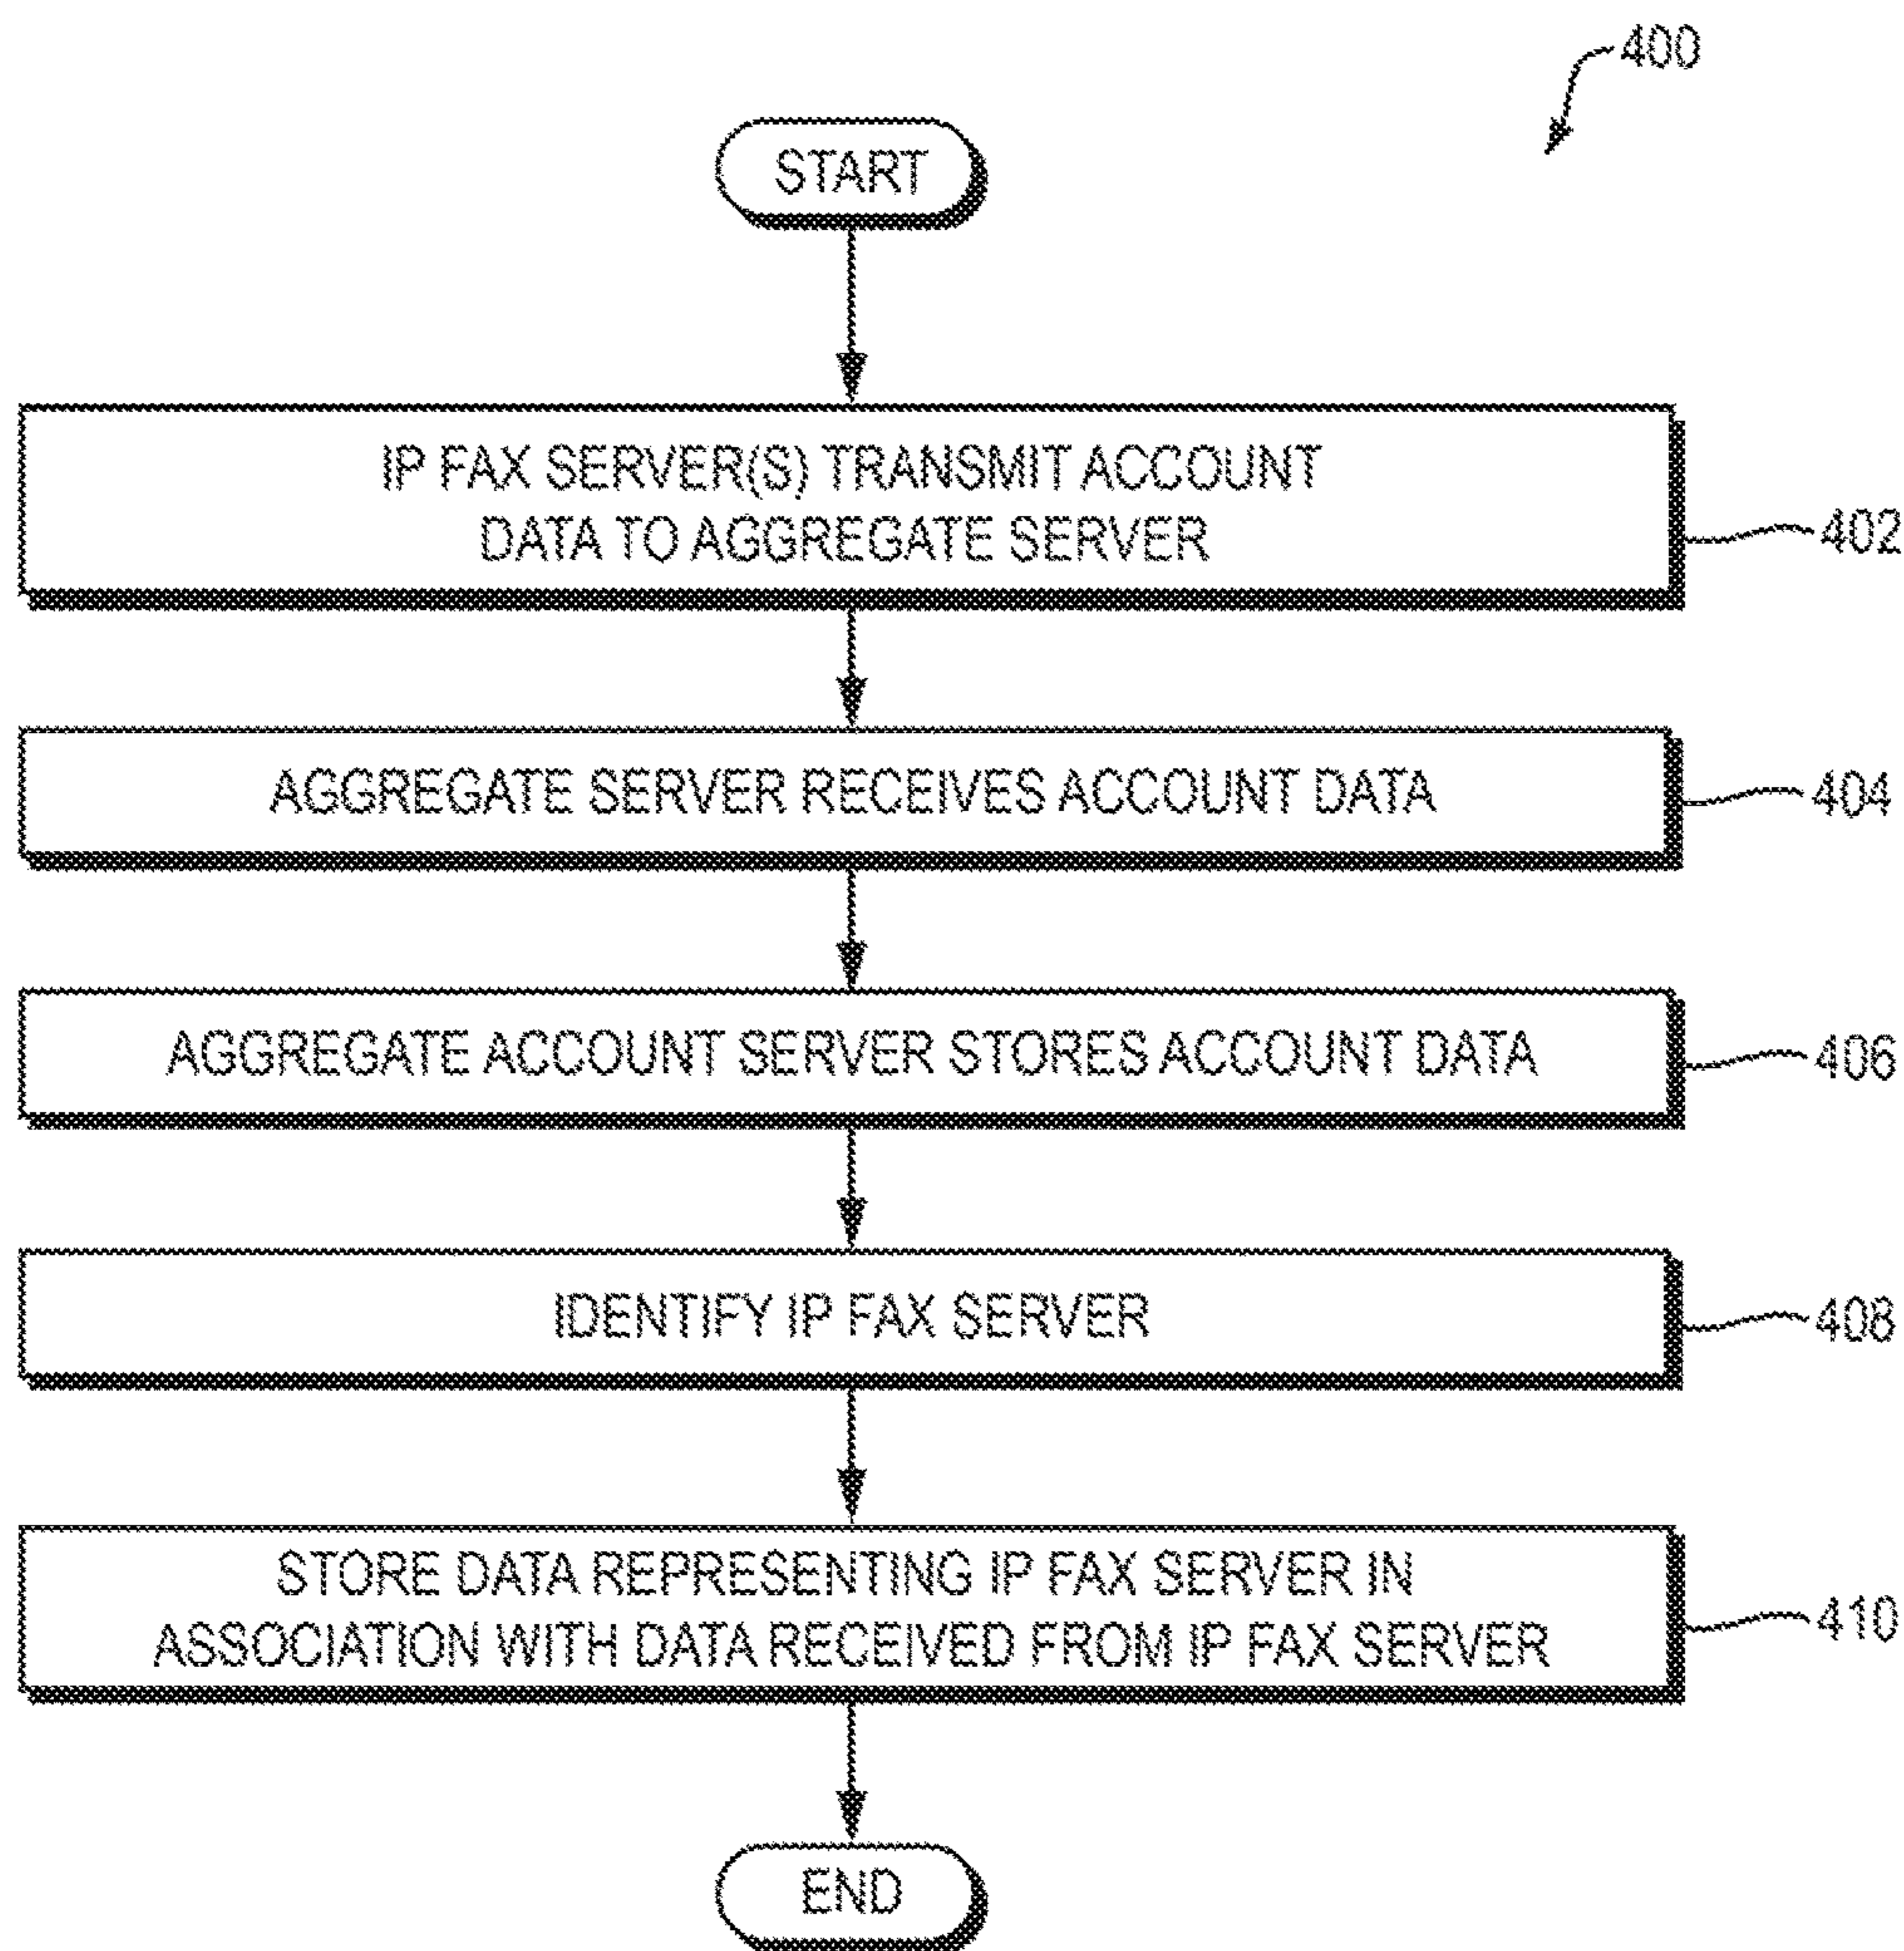 400
START
IP FAX SERVER(S) TRANSMIT ACCOUNT
DATA TO AGGREGATE SERVER
402
AGGREGATE SERVER RECEIVES ACCOUNT DATA
404
AGGREGATE ACCOUNT SERVER STORES ACCOUNT DATA
406
IDENTIFY IP FAX SERVER
408
STORE DATA REPRESENTING IP FAX SERVER IN
ASSOCIATION WITH DATA RECEIVED FROM IP FAX SERVER
410
END